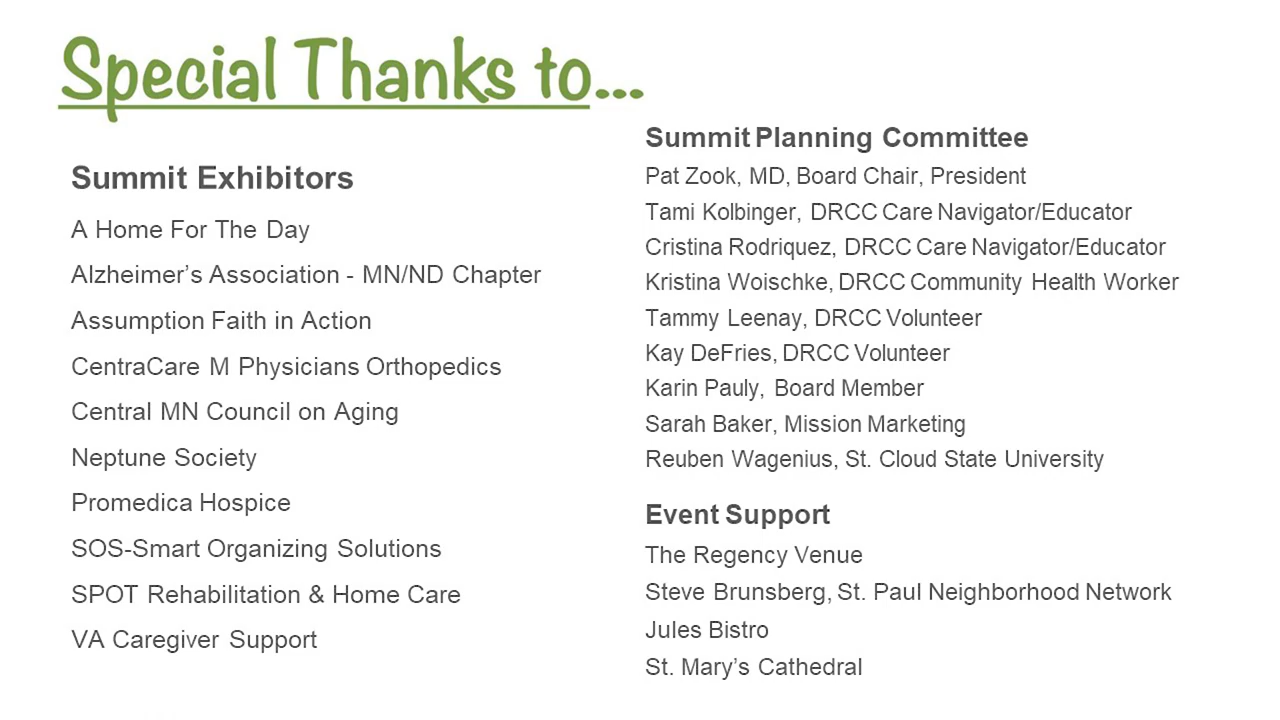 Special Thanks to...
Summit Exhibitors
A Home For The Day
Alzheimer’s Association - MN/ND Chapter
Assumption Faith in Action
CentraCare M Physicians Orthopedics
Central MN Council on Aging
Neptune Society
Promedica Hospice
SOS-Smart Organizing Solutions
SPOT Rehabilitation & Home Care
VA Caregiver Support
Summit Planning Committee
Pat Zook, MD, Board Chair, President
Tami Kolbinger, DRCC Care Navigator/Educator
Cristina Rodriquez, DRCC Care Navigator/Educator
Kristina Woischke, DRCC Community Health Worker
Tammy Leenay, DRCC Volunteer
Kay DeFries, DRCC Volunteer
Karin Pauly, Board Member
Sarah Baker, Mission Marketing
Reuben Wagenius, St. Cloud State University
Event Support
The Regency Venue
Steve Brunsberg, St. Paul Neighborhood Network
Jules Bistro
St. Mary’s Cathedral